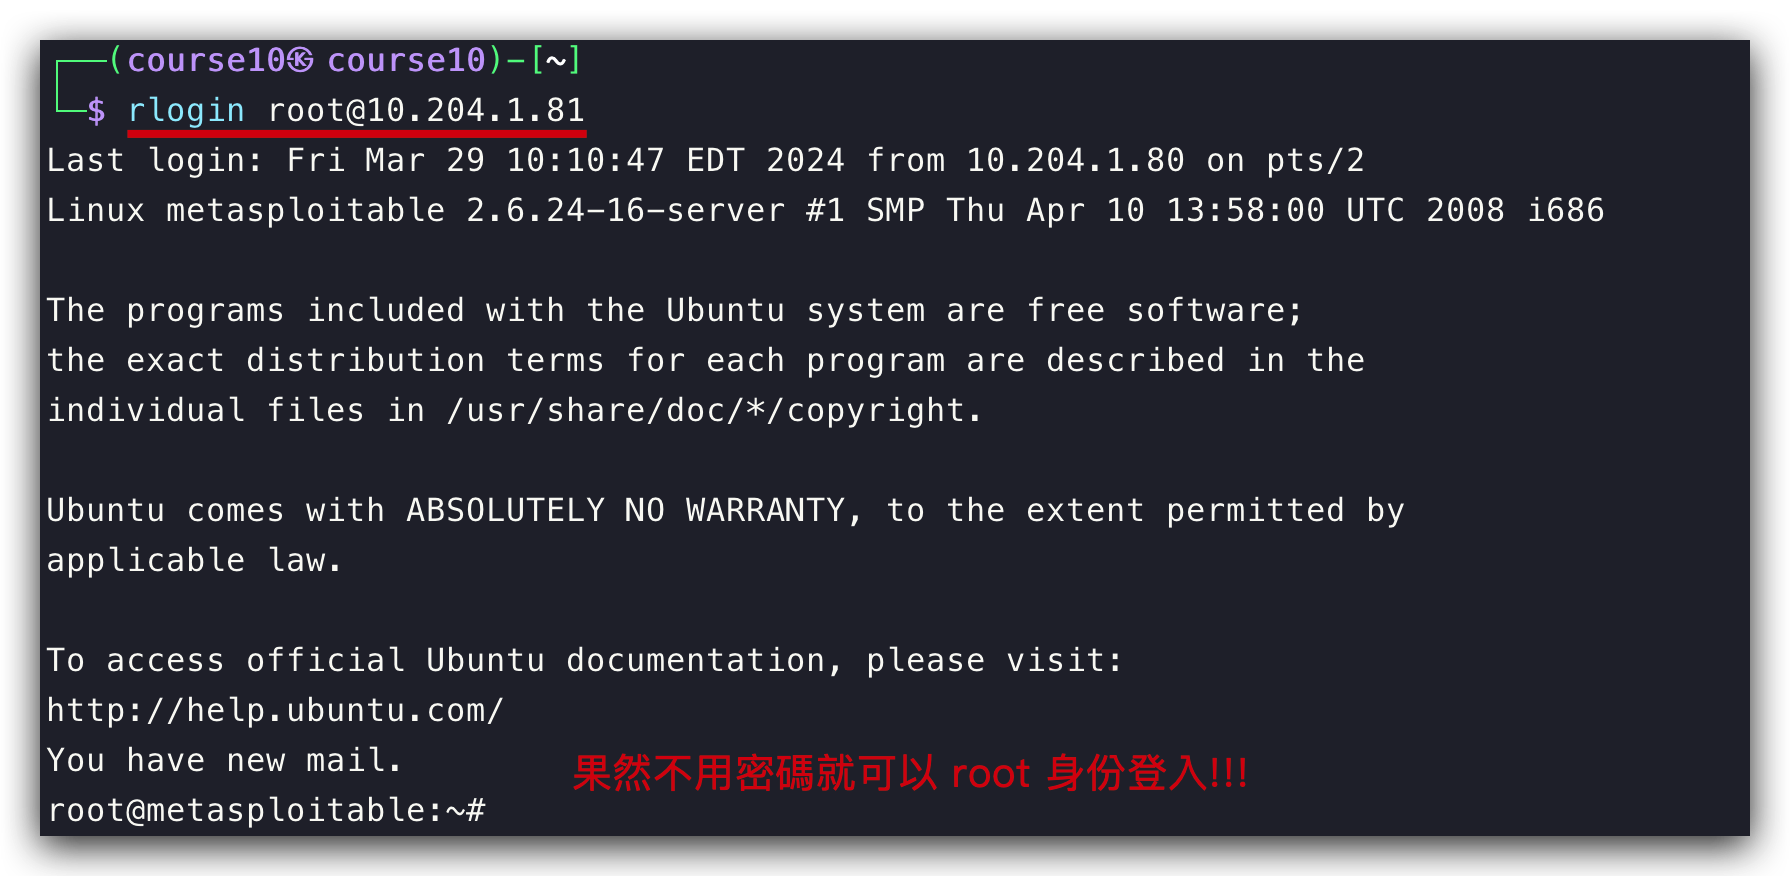 ┌──(course10㉿ course10)-[~]
└─$ rlogin root@10.204.1.81
Last login: Fri Mar 29 10:10:47 EDT 2024 from 10.204.1.80 on pts/2
Linux metasploitable 2.6.24-16-server #1 SMP Thu Apr 10 13:58:00 UTC 2008 i686
The programs included with the Ubuntu system are free software;
the exact distribution terms for each program are described in the
individual files in /usr/share/doc/*/copyright.
Ubuntu comes with ABSOLUTELY NO WARRANTY, to the extent permitted by
applicable law.
To access official Ubuntu documentation, please visit:
http://help.ubuntu.com/
You have new mail.
果然不用密碼就可以 root 身份登入!!!
root@metasploitable:~#